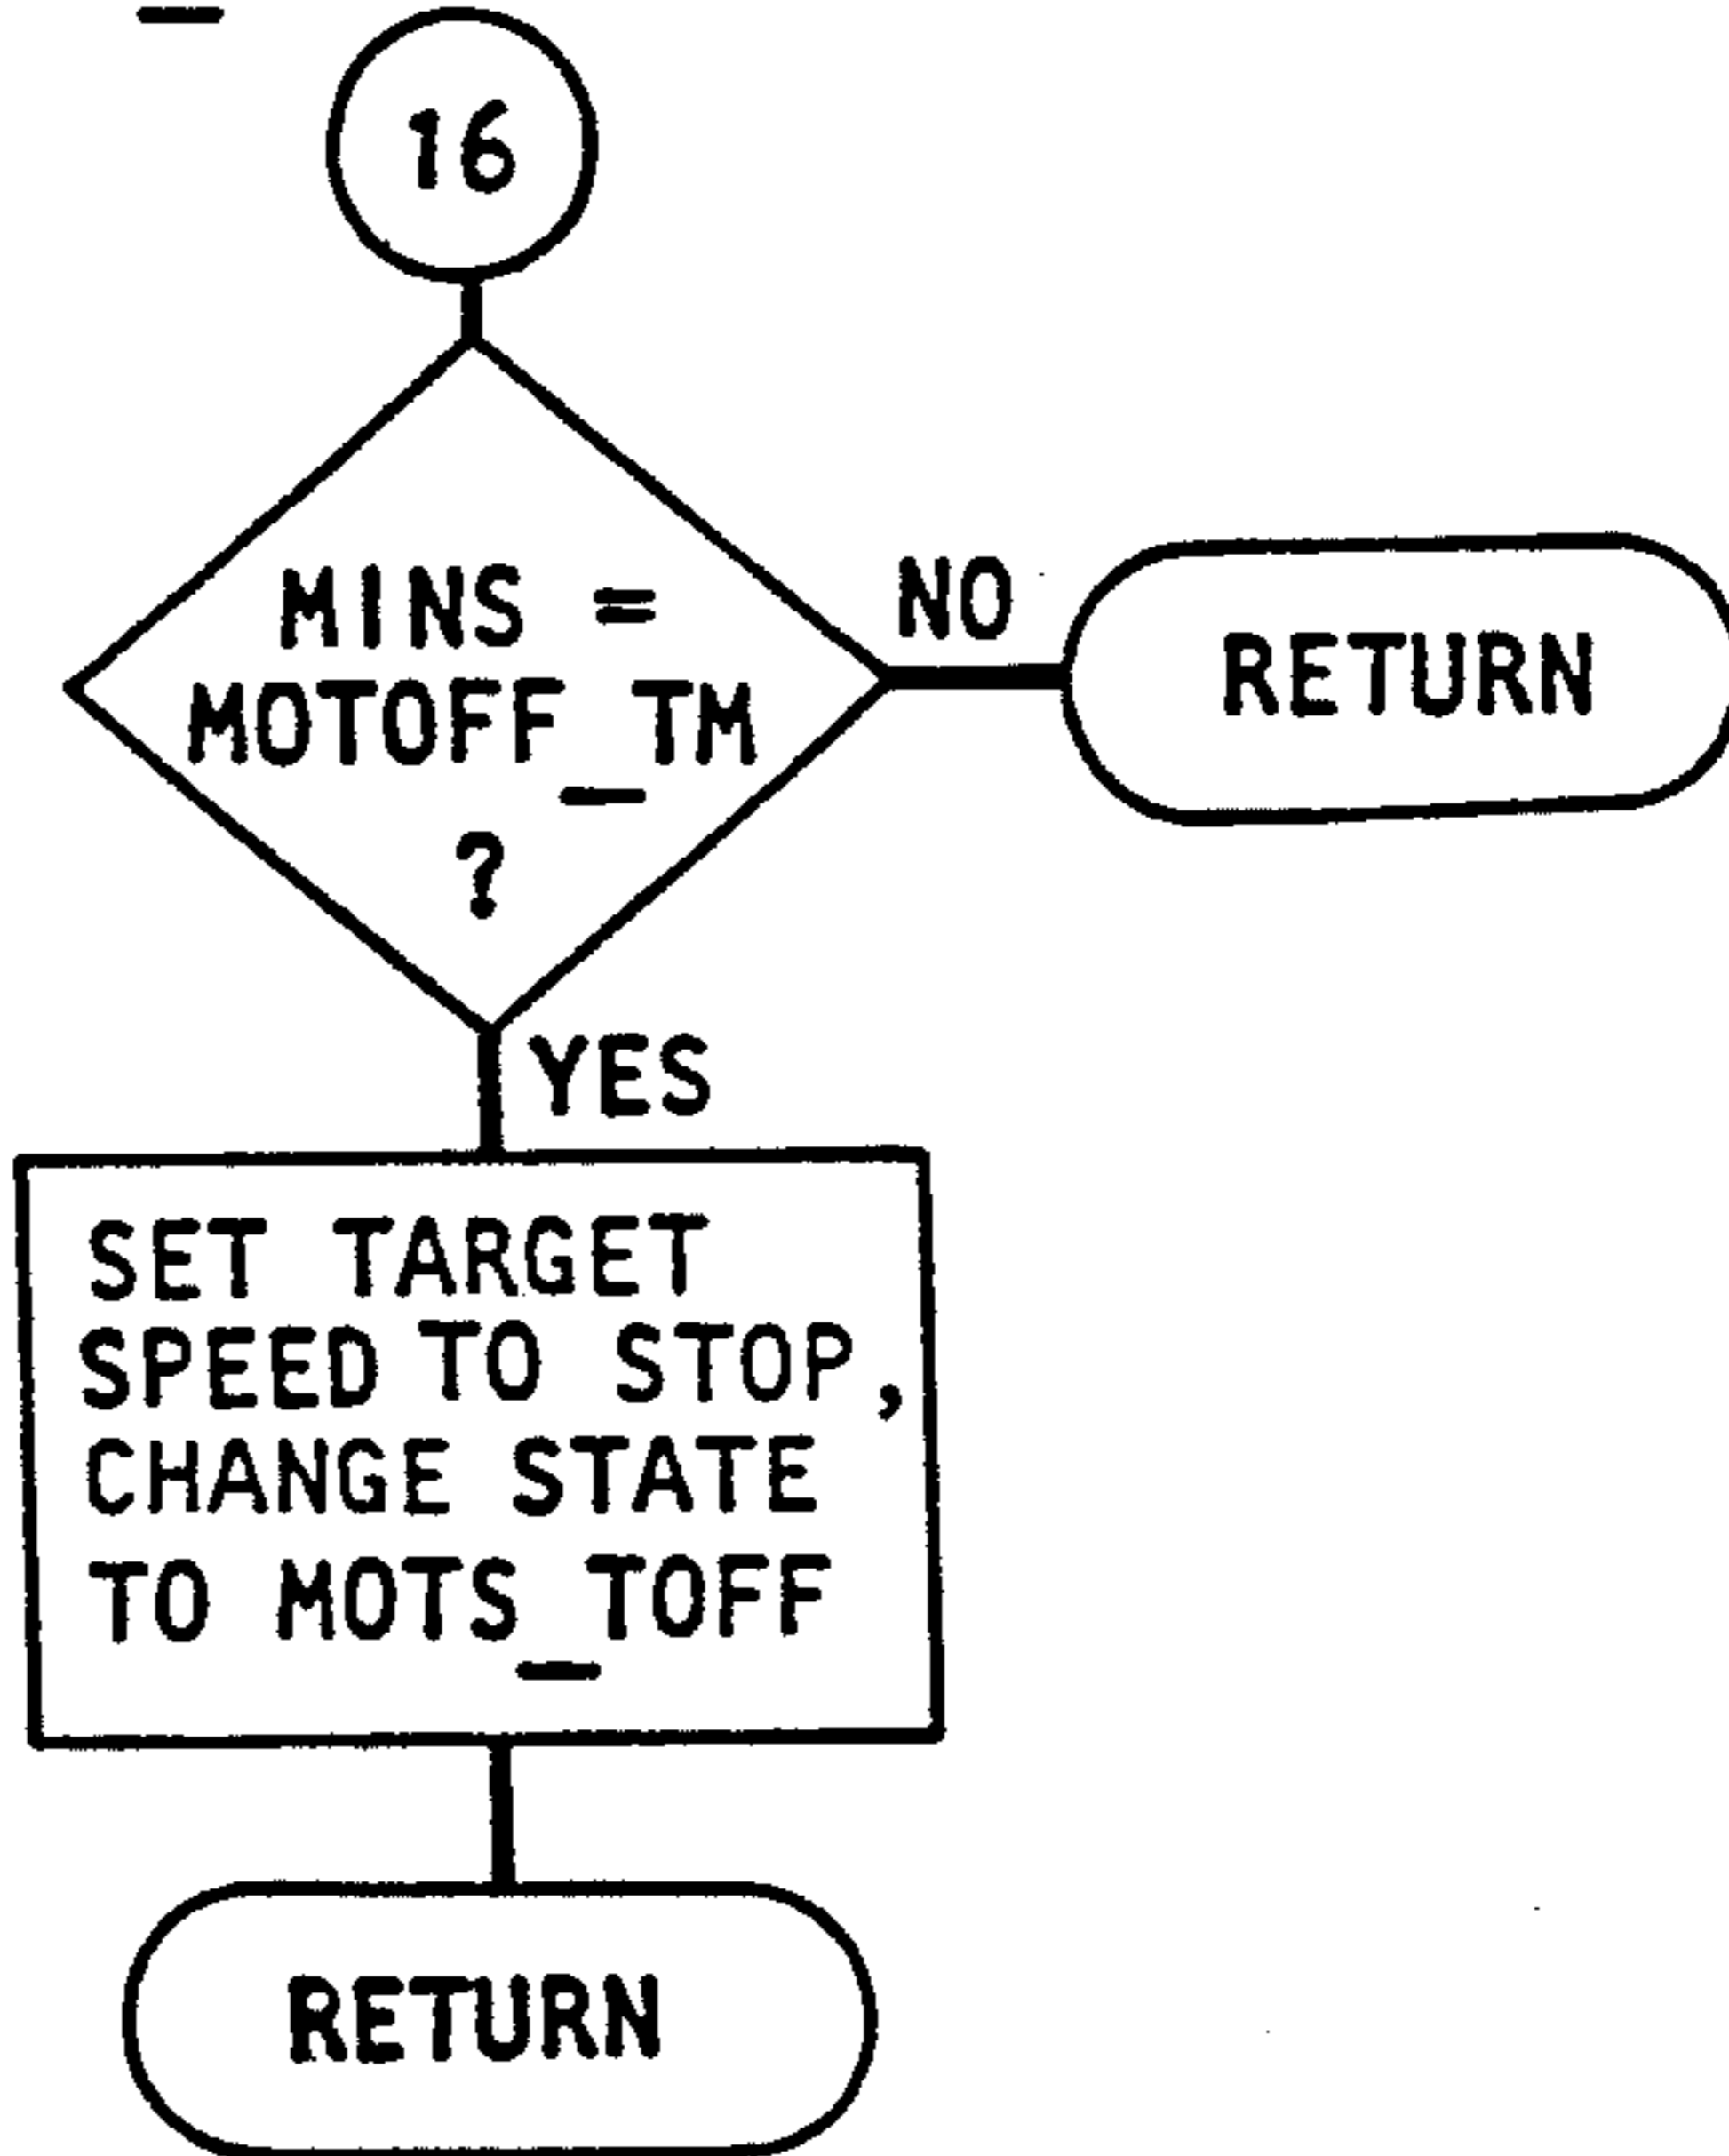 16
MINS =
MOTOFF_TM
?
NO
RETURN
YES
SET TARGET
SPEED TO STOP,
CHANGE STATE
TO MOTS_TOFF
RETURN